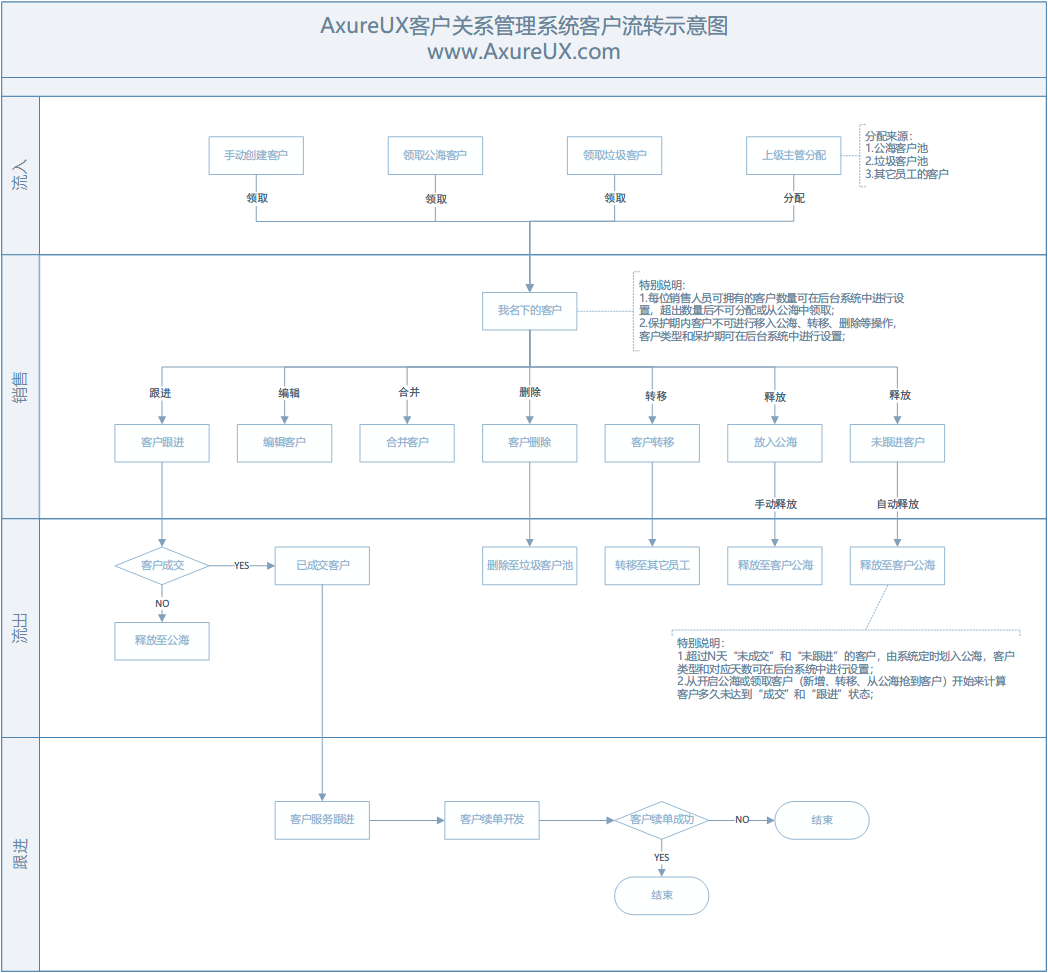 AxureUX客户关系管理系统客户流转示意图
www.AxureUX.com
流入
手动创建客户
领取公海客户
领取垃圾客户
上级主管分配
分配来源：
1.公海客户池
2.垃圾客户池
3.其它员工的客户
领取
领取
领取
分配
销售
我名下的客户
特别说明：
1.每位销售人员可拥有的客户数量可在后台系统中进行设
置，超出数量后不可分配或从公海中领取；
2.保护期内客户不可进行移入公海、转移、删除等操作，
客户类型和保护期可在后台系统中进行设置；
跟进
编辑
合并
删除
转移
释放
释放
客户跟进
编辑客户
合并客户
客户删除
客户转移
放入公海
未跟进客户
手动释放
自动释放
流出
客户成交
YES
已成交客户
删除至垃圾客户池
转移至其它员工
释放至客户公海
释放至客户公海
NO
释放至公海
特别说明：
1.超过N天“未成交”和“未跟进”的客户，由系统定时划入公海，客户
类型和对应天数可在后台系统中进行设置；
2.从开启公海或领取客户（新增、转移、从公海抢到客户）开始来计算
客户多久未达到“成交”和“跟进”状态；
跟进
客户服务跟进
客户续单开发
客户续单成功
NO
结束
YES
结束